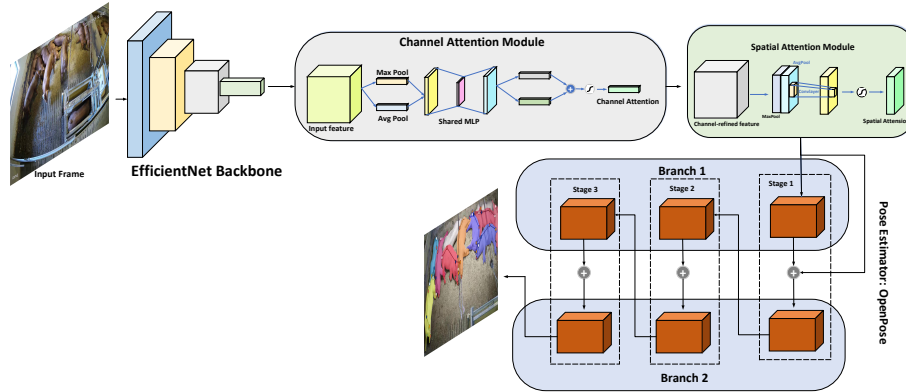 Input Frame
EfficientNet Backbone
Channel Attention Module
Input feature
Max Pool
Avg Pool
Shared MLP
Channel Attention
Spatial Attention Module
Channel-refined feature
AvgPool
MaxPool
ConvLayer
Spatial Attension
Branch 1
Stage 3
Stage 2
Stage 1
Branch 2
Pose Estimator: OpenPose